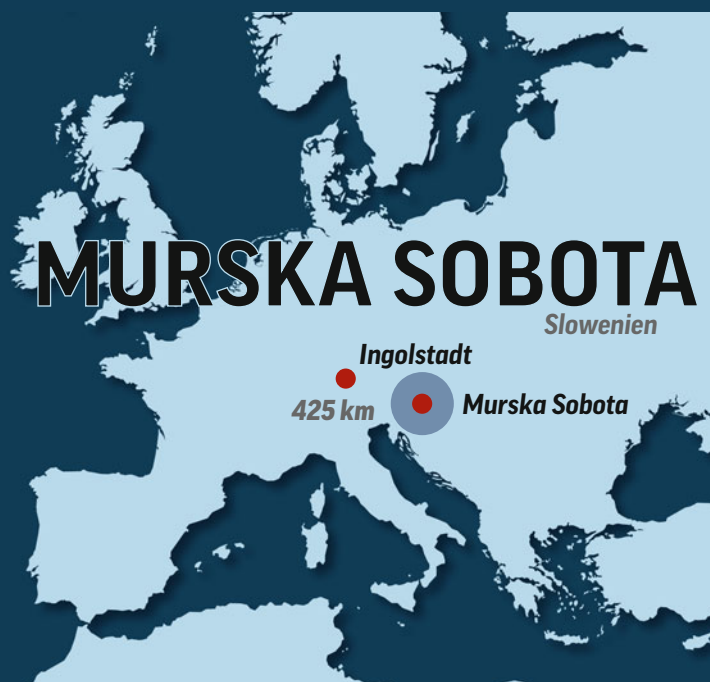 MURSKA SOBOTA
Slowenien
Ingolstadt
425 km
Murska Sobota